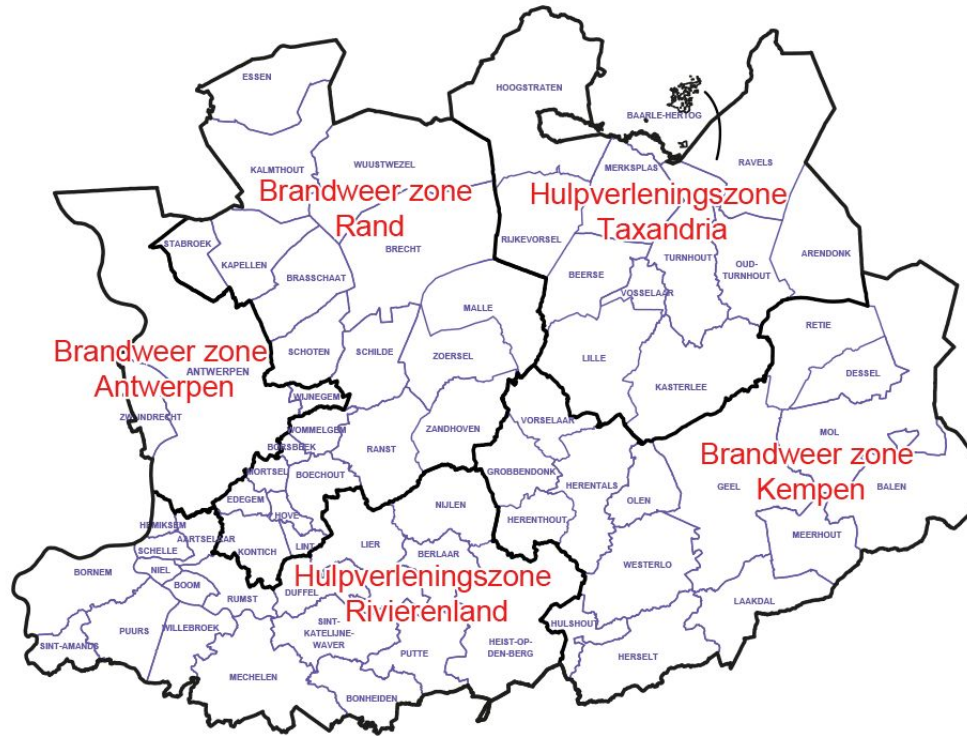 ESSEN
HOOGSTRATEN
BAARLE-HERTOG
KALMTHOUT
WUUSTWEZEL
MERKSPLAS
RAVELS
Brandweer zone
Rand
Hulpverleningszone
Taxandria
STABROEK
KAPELLEN
BRASSCHAAT
BRECHT
RIJKEVORSEL
BEERSE
VOSSELAAR
TURNHOUT
OUD-
TURNHOUT
ARENDONK
MALLE
SCHOTEN
SCHILDE
ZOERSEL
LILLE
KASTERLEE
RETIE
DESSEL
Brandweer zone
Antwerpen
ANTWERPEN
ZWIJNDRECHT
WIJNEGEM
WOMMELGEM
BORSBEEK
RANST
ZANDHOVEN
VORSELAAR
MOL
Brandweer zone
Kempen
GROBBENDONK
HERENTALS
OLEN
GEEL
BALEN
MORTSEL
BOECHOUT
EDEGEM
HOVE
NIJLEN
HERENTHOUT
MEERHOUT
HEMIKSEM
AARTSELAAR
SCHELLE
KONTICH
LINT
LIER
BERLAAR
WESTERLO
BORNEM
NIEL
BOOM
RUMST
DUFFEL
Hulpverleningszone
Rivierenland
LAAKDAL
PUURS
WILLEBROEK
SINT-
KATELIJNE-
WAVER
PUTTE
HEIST-OP-
DEN-BERG
HULSHOUT
HERSELT
SINT-AMANDS
MECHELEN
BONHEIDEN